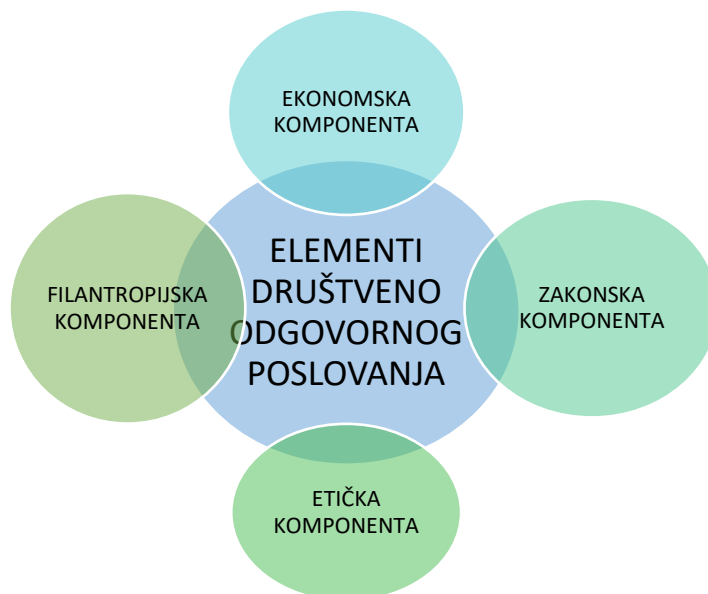 EKONOMSKA
KOMPONENTA
ELEMENTI
DRUŠTVENO
ODGOVORNOG
POSLOVANJA
FILANTROPIJSKA
KOMPONENTA
ZAKONSKA
KOMPONENTA
ETIČKA
KOMPONENTA